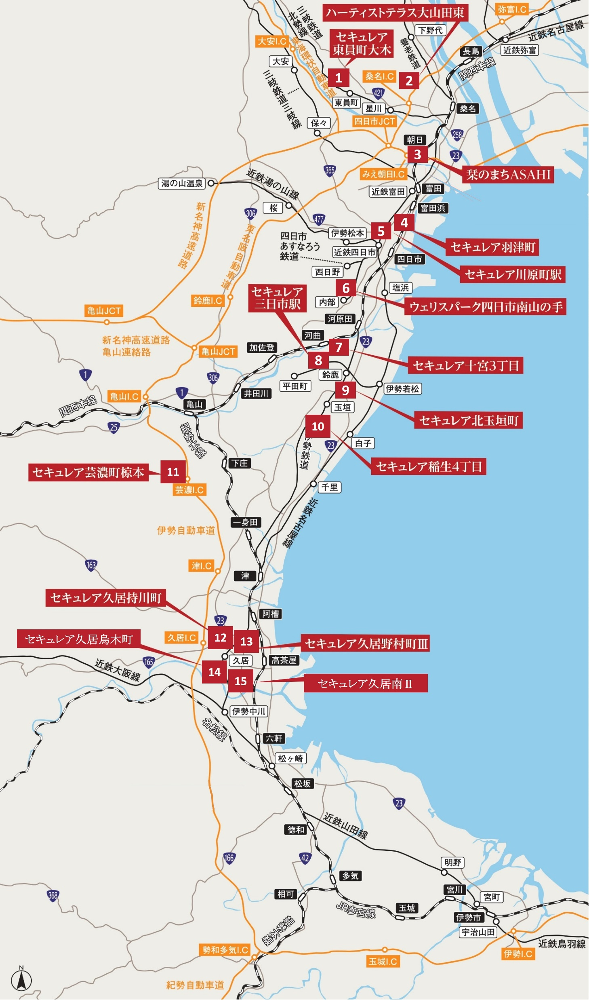 ハーティストテラス大山田東
弥富I.C
三岐鉄道
北勢線
下野代
近鉄名古屋線
セキュレア
東員町大木
大安I.C
東海環状自動車道
養老鉄道
長島
近鉄弥富
大安
関西本線
1
桑名I.C
2
三岐鉄道三岐線
421
東員町
星川
桑名
四日市JCT
保々
258
朝日
3
23
365
みえ朝日I.C
栞のまちASAHI
近鉄湯の山線
湯の山温泉
近鉄富田
富田
桜
富田浜
新名神高速道路
306
477
4
東名阪自動車道
四日市
あすなろう
鉄道
伊勢松本
5
セキュレア羽津町
近鉄四日市
四日市
西日野
セキュレア川原町駅
6
塩浜
セキュレア
三日市駅
鈴鹿I.C
内部
ウェリスパーク四日市南山の手
亀山JCT
河原田
新名神高速道路
亀山連絡路
河曲
23
加佐登
7
亀山JCT
8
セキュレア十宮3丁目
1
306
鈴鹿
平田町
伊勢若松
9
亀山I.C
1
井田川
関西本線
亀山
玉垣
セキュレア北玉垣町
25
10
紀勢本線
伊勢鉄道
23
白子
下庄
セキュレア稲生4丁目
セキュレア芸濃町椋本
11
芸濃I.C
千里
近鉄名古屋線
一身田
伊勢自動車道
163
津I.C
津
セキュレア久居持川町
阿漕
23
セキュレア久居烏木町
久居I.C
12
13
セキュレア久居野村町Ⅲ
165
久居
高茶屋
近鉄大阪線
14
15
セキュレア久居南Ⅱ
伊勢中川
名松線
六軒
松ヶ崎
松坂
23
近鉄山田線
徳和
166
42
明野
多気
368
相可
宮川
宮町
JR参宮線
玉城
伊勢市
紀勢本線
宇治山田
近鉄鳥羽線
勢和多気I.C
伊勢I.C
玉城I.C
N
紀勢自動車道